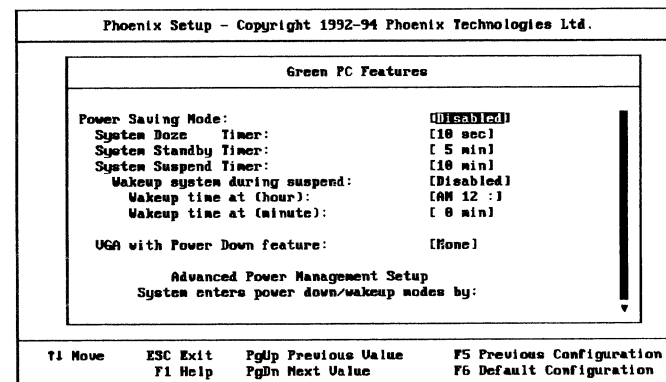 Phoenix Setup - Copyright 1992-94 Phoenix Technologies Ltd.
Green PC Features
Power Saving Mode: [Disabled]
System Doze Timer: [10 sec]
System Standby Timer: [ 5 min]
System Suspend Timer: [10 min]
Wakeup system during suspend: [Disabled]
Wakeup time at (hour): [AM 12 :]
Wakeup time at (minute): [ 0 min]
VGA with Power Down feature: [None]
Advanced Power Management Setup
System enters power down/wakeup modes by:
↑↓ Move ESC Exit PgUp Previous Value F5 Previous Configuration
F1 Help PgDn Next Value F6 Default Configuration